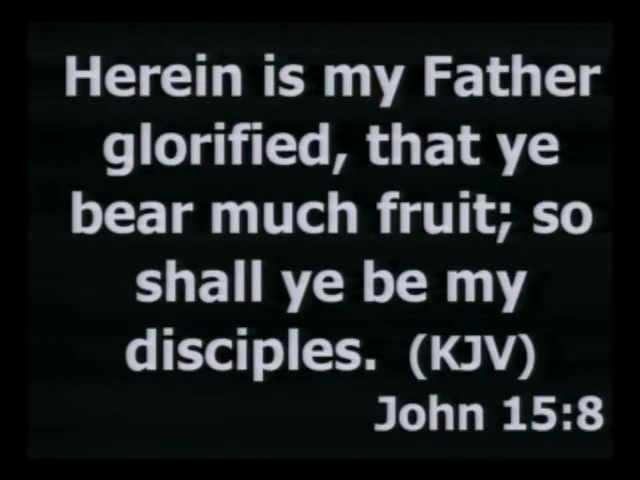 Herein is my Father
glorified, that ye
bear much fruit; so
shall ye be my
disciples. (KJV)
John 15:8